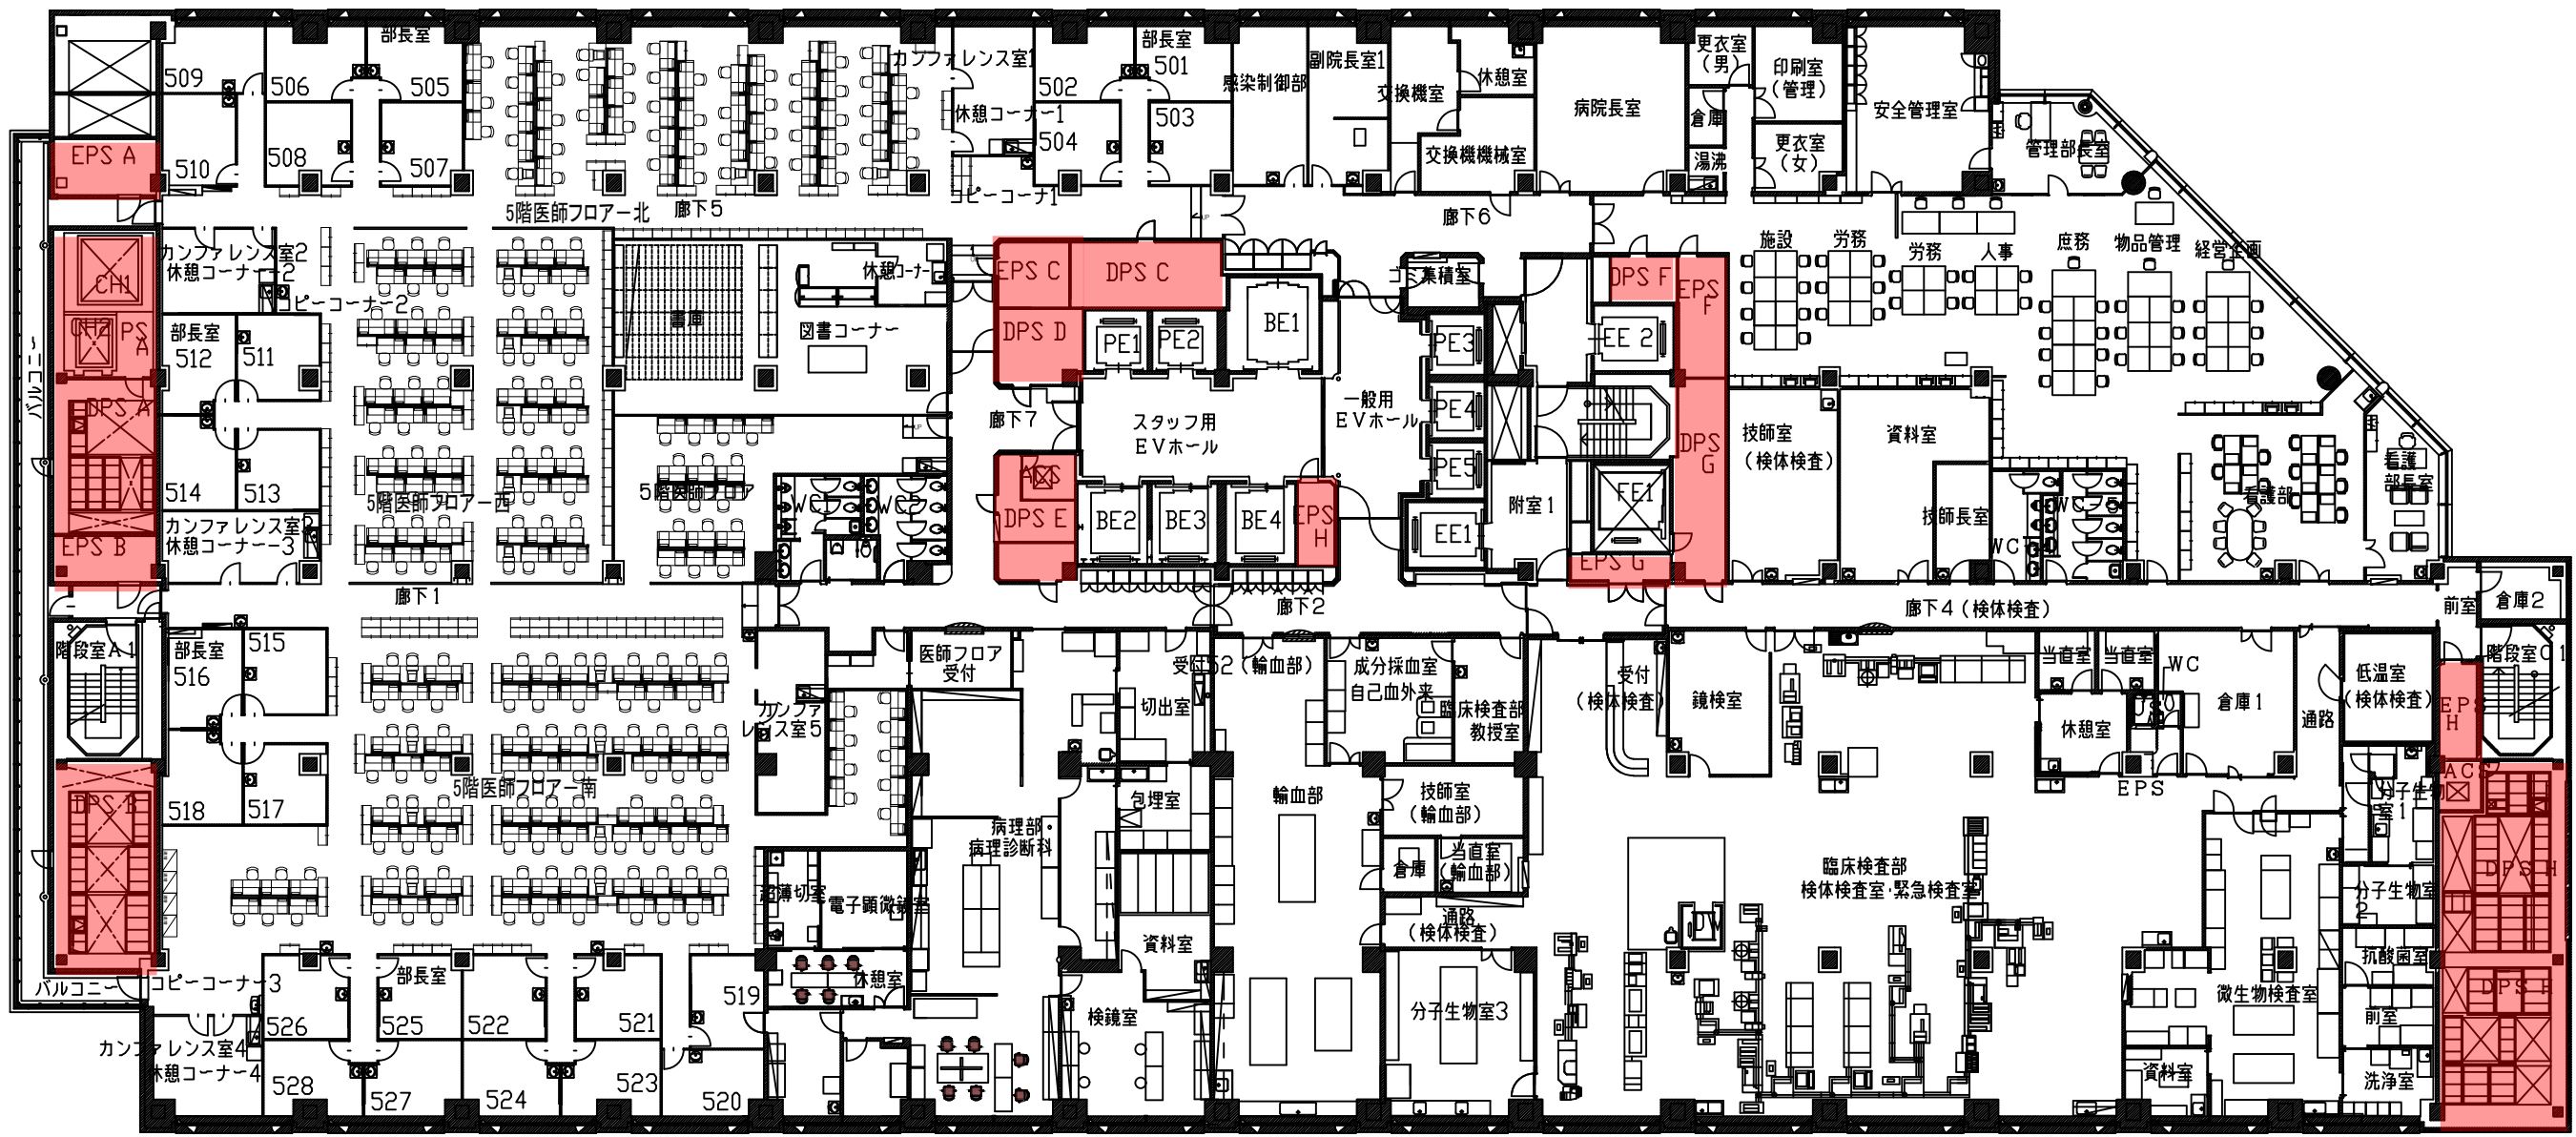 部長室
509
506
505
カンファレンス室1
部長室
502
501
感染制御部
副院長室1
交換機室
休憩室
病院長室
更衣室
(男)
印刷室
(管理)
安全管理室
休憩コーナー1
504
503
倉庫
EPS A
510
508
507
交換機機械室
湯沸
更衣室
(女)
管理部長室
コピーコーナ1
5階医師フロアー北
廊下5
廊下6
カンファレンス室2
休憩コーナー2
コピーコーナー2
休憩コーナー
EPS C
DPS C
ゴミ集積室
DPS F
EPS
F
施設
労務
労務
人事
庶務
物品管理
経営企画
CH1
CH2
PS
A
部長室
512
511
書庫
図書コーナー
DPS D
PE1
PE2
BE1
PE3
EE 2
バルコニー
DPS A
廊下7
スタッフ用
EVホール
一般用
EVホール
PE4
PE5
DPS
G
技師室
(検体検査)
資料室
514
513
5階医師フロアー西
5階医師フロア
WC1
WC2
ACS
DPS E
BE2
BE3
BE4
EPS
H
EE1
附室1
FE1
EPS G
技師長室
WC
WC-5
看護部
看護
部長室
カンファレンス室3
休憩コーナー3
EPS B
廊下1
廊下2
廊下4(検体検査)
前室
倉庫2
階段室A1
部長室
516
515
医師フロア
受付
受付52(輸血部)
成分採血室
自己血外来
臨床検査部
教授室
受付
(検体検査)
鏡検室
当直室
当直室
WC
倉庫1
通路
低温室
(検体検査)
階段室C1
EPS
H
カンファ
レンス室5
切出室
休憩室
518
517
5階医師フロアー南
DPS B
包埋室
輸血部
技師室
(輸血部)
EPS
ACS
分子生物
室1
病理部・
病理診断科
倉庫
当直室
(輸血部)
臨床検査部
検体検査室・緊急検査室
DPS H
超薄切室
電子顕微鏡室
通路
(検体検査)
分子生物室
2
資料室
抗酸菌室
バルコニー
コピーコーナー3
部長室
519
休憩室
分子生物室3
微生物検査室
DPS H
前室
526
525
522
521
検鏡室
カンファレンス室4
休憩コーナー4
528
527
524
523
520
資料室
洗浄室